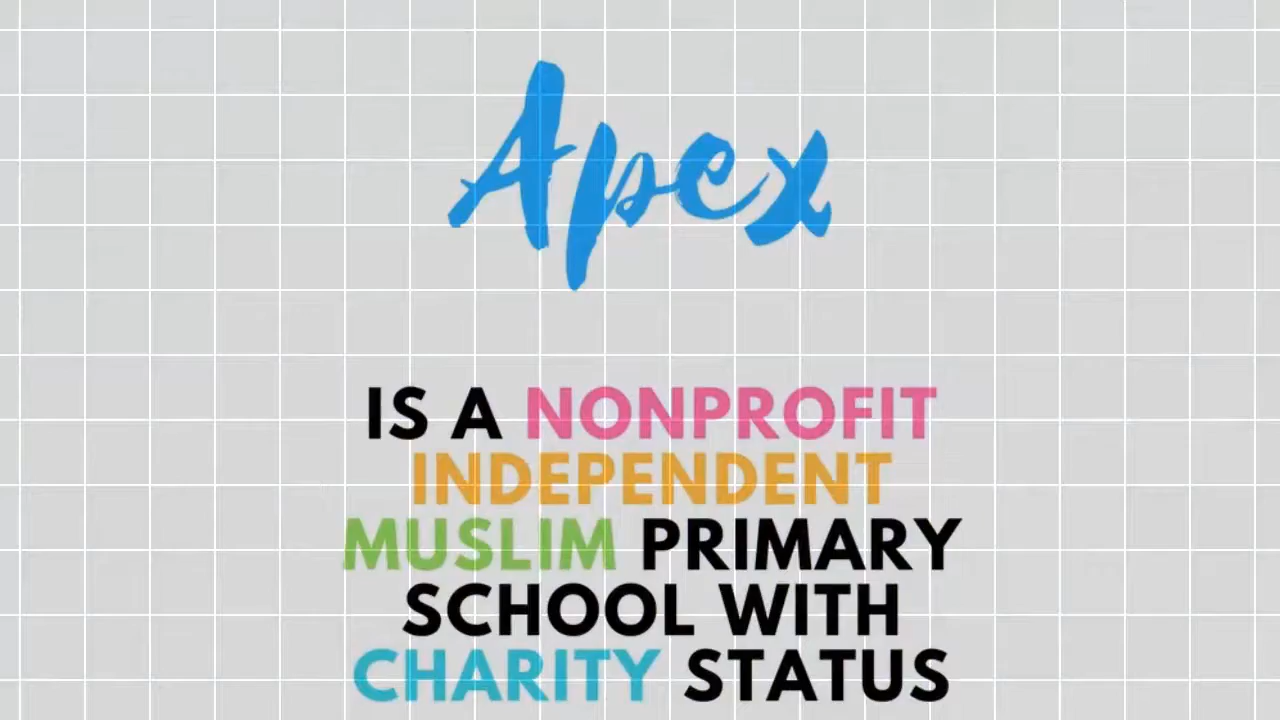 Apex
IS A NONPROFIT
INDEPENDENT
MUSLIM PRIMARY
SCHOOL WITH
CHARITY STATUS